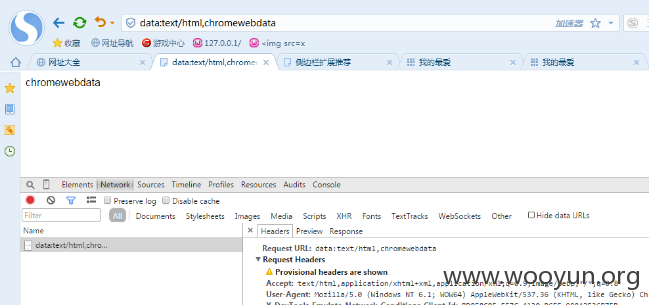 data:text/html,chromewebdata
加速器
收藏 网址导航 游戏中心 127.0.0.1/ <img src=x
网址大全 data:text/html,chromew 侧边栏扩展推荐 我的最爱 我的最爱
chromewebdata
Elements Network Sources Timeline Profiles Resources Audits Console
Preserve log Disable cache
Filter All Documents Stylesheets Images Media Scripts XHR Fonts TextTracks WebSockets Other Hide data URLs
Name Headers Preview Response
data:text/html,chro... Request URL: data:text/html,chromewebdata
Request Headers
Provisional headers are shown
Accept: text/html,application/xhtml+xml,application/xml;q=0.9,image/webp,*/*;q=0.8
User-Agent: Mozilla/5.0 (Windows NT 6.1; WOW64) AppleWebKit/537.36 (KHTML, like Gecko) Ch
www.wooyun.org